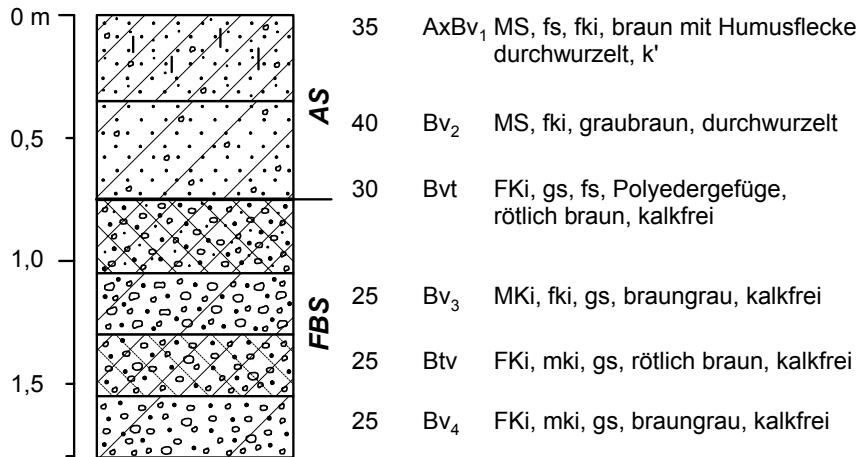 0 m
35 AxBv₁ MS, fs, fki, braun mit Humusflecke
durchwurzelt, k'
AS
0,5
40 Bv₂ MS, fki, graubraun, durchwurzelt
30 Bvt FKi, gs, fs, Polyedergefüge,
rötlich braun, kalkfrei
1,0
FBS
25 Bv₃ MKi, fki, gs, braungrau, kalkfrei
25 Btv FKi, mki, gs, rötlich braun, kalkfrei
1,5
25 Bv₄ FKi, mki, gs, braungrau, kalkfrei